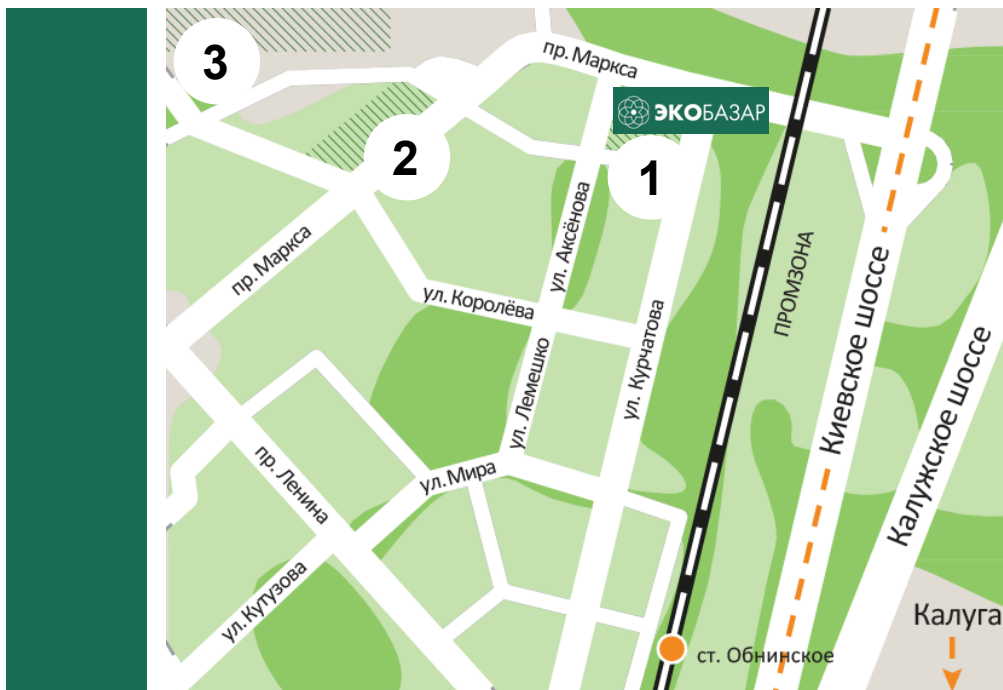 3
пр. Маркса
ЭКОБАЗАР
2
1
ул. Аксёнова
пр. Маркса
ПРОМЗОНА
ул. Королёва
Киевское шоссе
ул. Курчатова
ул. Лемешко
Калужское шоссе
ул. Мира
пр. Ленина
ул. Кутузова
Калуга
ст. Обнинское